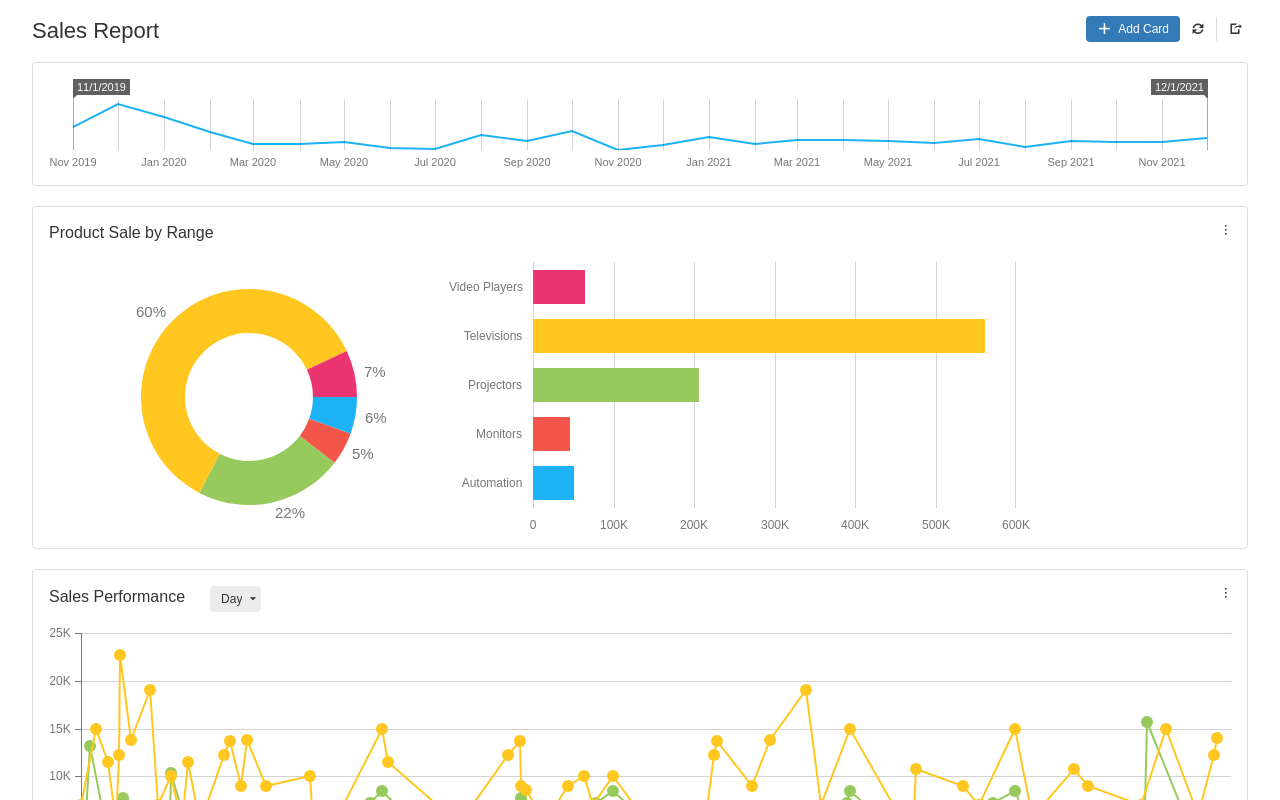 Sales Report
Add Card
11/1/2019
12/1/2021
Nov 2019 Jan 2020 Mar 2020 May 2020 Jul 2020 Sep 2020 Nov 2020 Jan 2021 Mar 2021 May 2021 Jul 2021 Sep 2021 Nov 2021
Product Sale by Range
60%
7%
6%
5%
22%
Video Players
Televisions
Projectors
Monitors
Automation
0 100K 200K 300K 400K 500K 600K
Sales Performance
Day
25K
20K
15K
10K